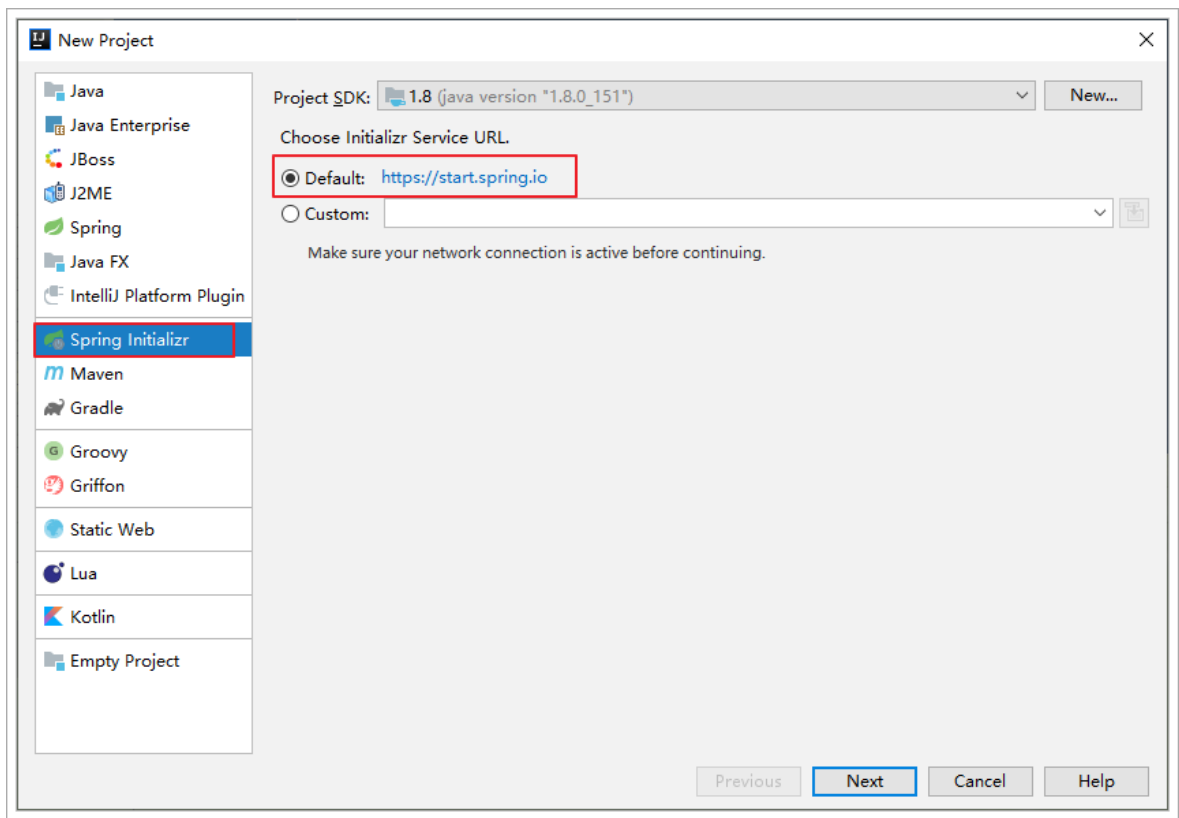 New Project
Java
Java Enterprise
JBoss
J2ME
Spring
Java FX
IntelliJ Platform Plugin
Spring Initializr
Maven
Gradle
Groovy
Griffon
Static Web
Lua
Kotlin
Empty Project
Project SDK: 1.8 (java version "1.8.0_151") New...
Choose Initializr Service URL.
Default: https://start.spring.io
Custom:
Make sure your network connection is active before continuing.
Previous Next Cancel Help